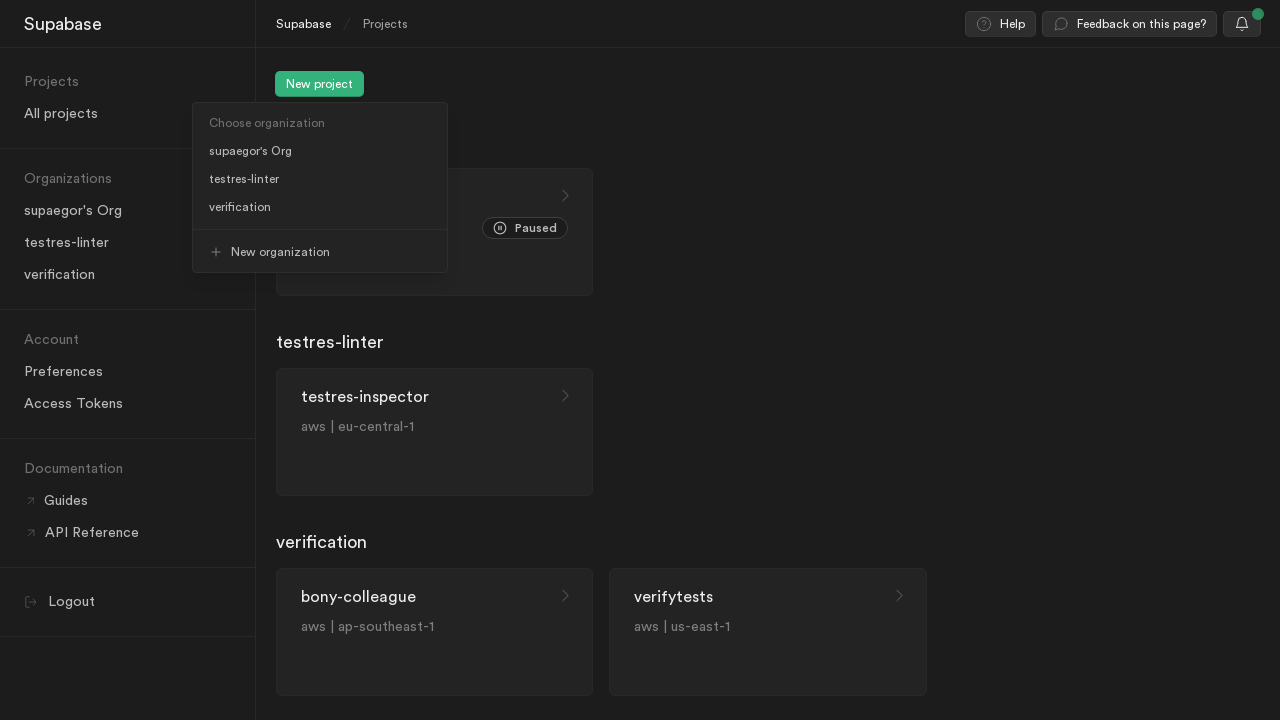 Supabase
Supabase / Projects
Help
Feedback on this page?
Projects
All projects
Organizations
supaegor's Org
testres-linter
verification
Account
Preferences
Access Tokens
Documentation
Guides
API Reference
Logout
New project
Choose organization
supaegor's Org
testres-linter
verification
New organization
Paused
testres-linter
testres-inspector
aws | eu-central-1
verification
bony-colleague
aws | ap-southeast-1
verifytests
aws | us-east-1